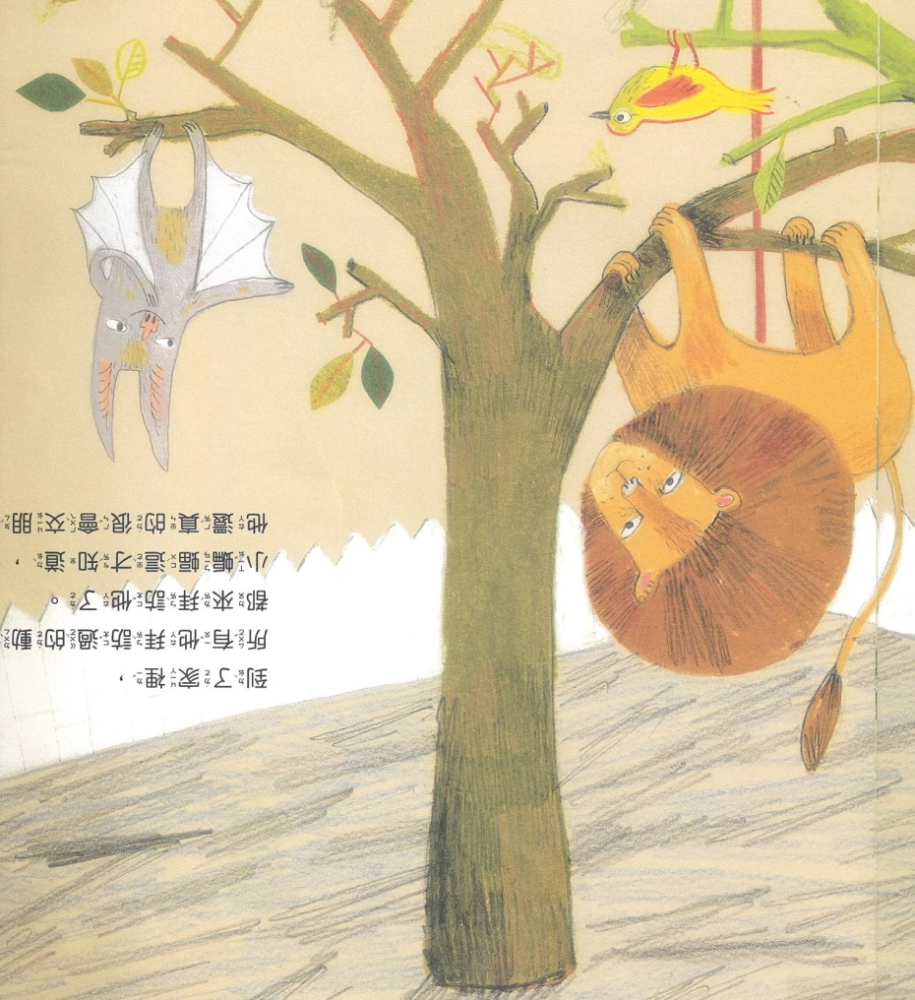 到了家裡，
所有他拜訪過的動
都來拜訪他了。
小蝙蝠這才知道，
他還真的很會交朋